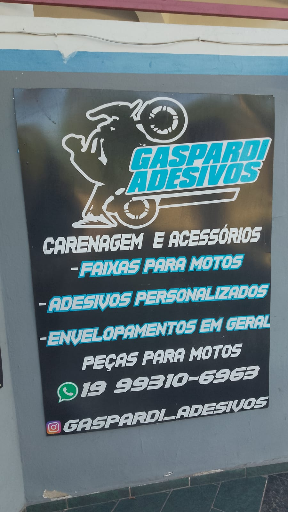 GASPARDI
ADESIVOS
CARENAGEM E ACESSÓRIOS
-FAIXAS PARA MOTOS
-ADESIVOS PERSONALIZADOS
-ENVELOPAMENTOS EM GERAL
PEÇAS PARA MOTOS
19 99310-6963
GASPARDI_ADESIVOS